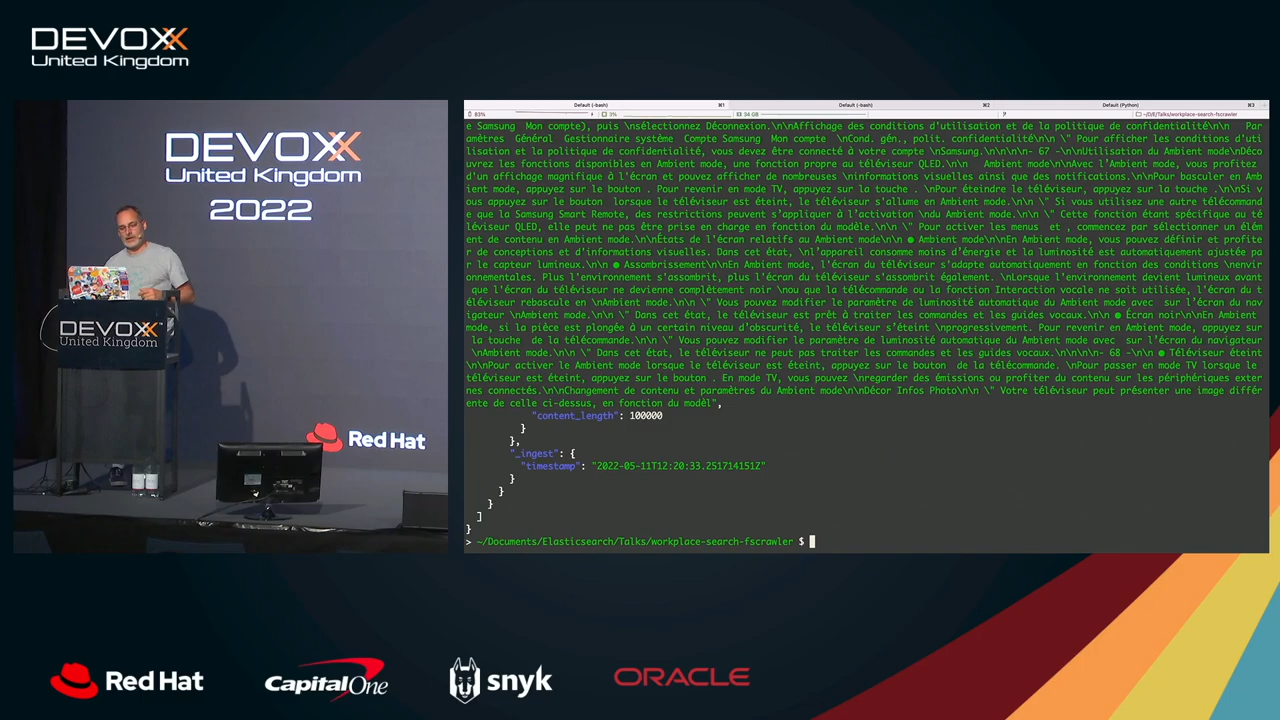 DEVOXX
United Kingdom
DEVOXX
United Kingdom
2022
DEVOXX
United Kingdom
Red Hat
Default (-bash) ⌘1 Default (-bash) ⌘2 Default (Python) ⌘3
83% 3% 34 GB ~/D/E/Talks/workplace-search-fscrawler
e Samsung  Mon compte), puis \nsélectionnez Déconnexion.\n\nAffichage des conditions d'utilisation et de la politique de confidentialité\n\n   Par
amètres  Général  Gestionnaire système  Compte Samsung  Mon compte  \nCond. gén., polit. confidentialité\n\n \" Pour afficher les conditions d'uti
lisation et la politique de confidentialité, vous devez être connecté à votre compte \nSamsung.\n\n\n\n- 67 -\n\nUtilisation du Ambient mode\nDéco
uvrez les fonctions disponibles en Ambient mode, une fonction propre au téléviseur QLED.\n\n   Ambient mode\n\nAvec l'Ambient mode, vous profitez
d'un affichage magnifique à l'écran et pouvez afficher de nombreuses \ninformations visuelles ainsi que des notifications.\n\nPour basculer en Amb
ient mode, appuyez sur le bouton . Pour revenir en mode TV, appuyez sur la touche . \nPour éteindre le téléviseur, appuyez sur la touche .\n\nSi v
ous appuyez sur le bouton  lorsque le téléviseur est éteint, le téléviseur s'allume en Ambient mode.\n\n \" Si vous utilisez une autre télécommand
e que la Samsung Smart Remote, des restrictions peuvent s'appliquer à l'activation \ndu Ambient mode.\n\n \" Cette fonction étant spécifique au té
léviseur QLED, elle peut ne pas être prise en charge en fonction du modèle.\n\n \" Pour activer les menus  et , commencez par sélectionner un élém
ent de contenu en Ambient mode.\n\nÉtats de l'écran relatifs au Ambient mode\n\n ● Ambient mode\n\nEn Ambient mode, vous pouvez définir et profite
r de conceptions et d'informations visuelles. Dans cet état, \nl'appareil consomme moins d'énergie et la luminosité est automatiquement ajustée pa
r le capteur lumineux.\n\n ● Assombrissement\n\nEn Ambient mode, l'écran du téléviseur s'adapte automatiquement en fonction des conditions \nenvir
onnementales. Plus l'environnement s'assombrit, plus l'écran du téléviseur s'assombrit également. \nLorsque l'environnement devient lumineux avant
que l'écran du téléviseur ne devienne complètement noir \nou que la télécommande ou la fonction Interaction vocale ne soit utilisée, l'écran du t
éléviseur rebascule en \nAmbient mode.\n\n \" Vous pouvez modifier le paramètre de luminosité automatique du Ambient mode avec  sur l'écran du nav
igateur \nAmbient mode.\n\n \" Dans cet état, le téléviseur est prêt à traiter les commandes et les guides vocaux.\n\n ● Écran noir\n\nEn Ambient
mode, si la pièce est plongée à un certain niveau d'obscurité, le téléviseur s'éteint \nprogressivement. Pour revenir en Ambient mode, appuyez sur
la touche  de la télécommande.\n\n \" Vous pouvez modifier le paramètre de luminosité automatique du Ambient mode avec  sur l'écran du navigateur
\nAmbient mode.\n\n \" Dans cet état, le téléviseur ne peut pas traiter les commandes et les guides vocaux.\n\n\n\n- 68 -\n\n ● Téléviseur éteint
\n\nPour activer le Ambient mode lorsque le téléviseur est éteint, appuyez sur le bouton  de la télécommande. \nPour passer en mode TV lorsque le
téléviseur est éteint, appuyez sur le bouton . En mode TV, vous pouvez \nregarder des émissions ou profiter du contenu sur les périphériques exter
nes connectés.\n\nChangement de contenu et paramètres du Ambient mode\n\nDécor Infos Photo\n\n \" Votre téléviseur peut présenter une image différ
ente de celle ci-dessus, en fonction du modèl",
"content_length": 100000
}
},
"_ingest": {
"timestamp": "2022-05-11T12:20:33.251714151Z"
}
}
}
]
}
> ~/Documents/Elasticsearch/Talks/workplace-search-fscrawler $
Red Hat
Capital One
snyk
ORACLE